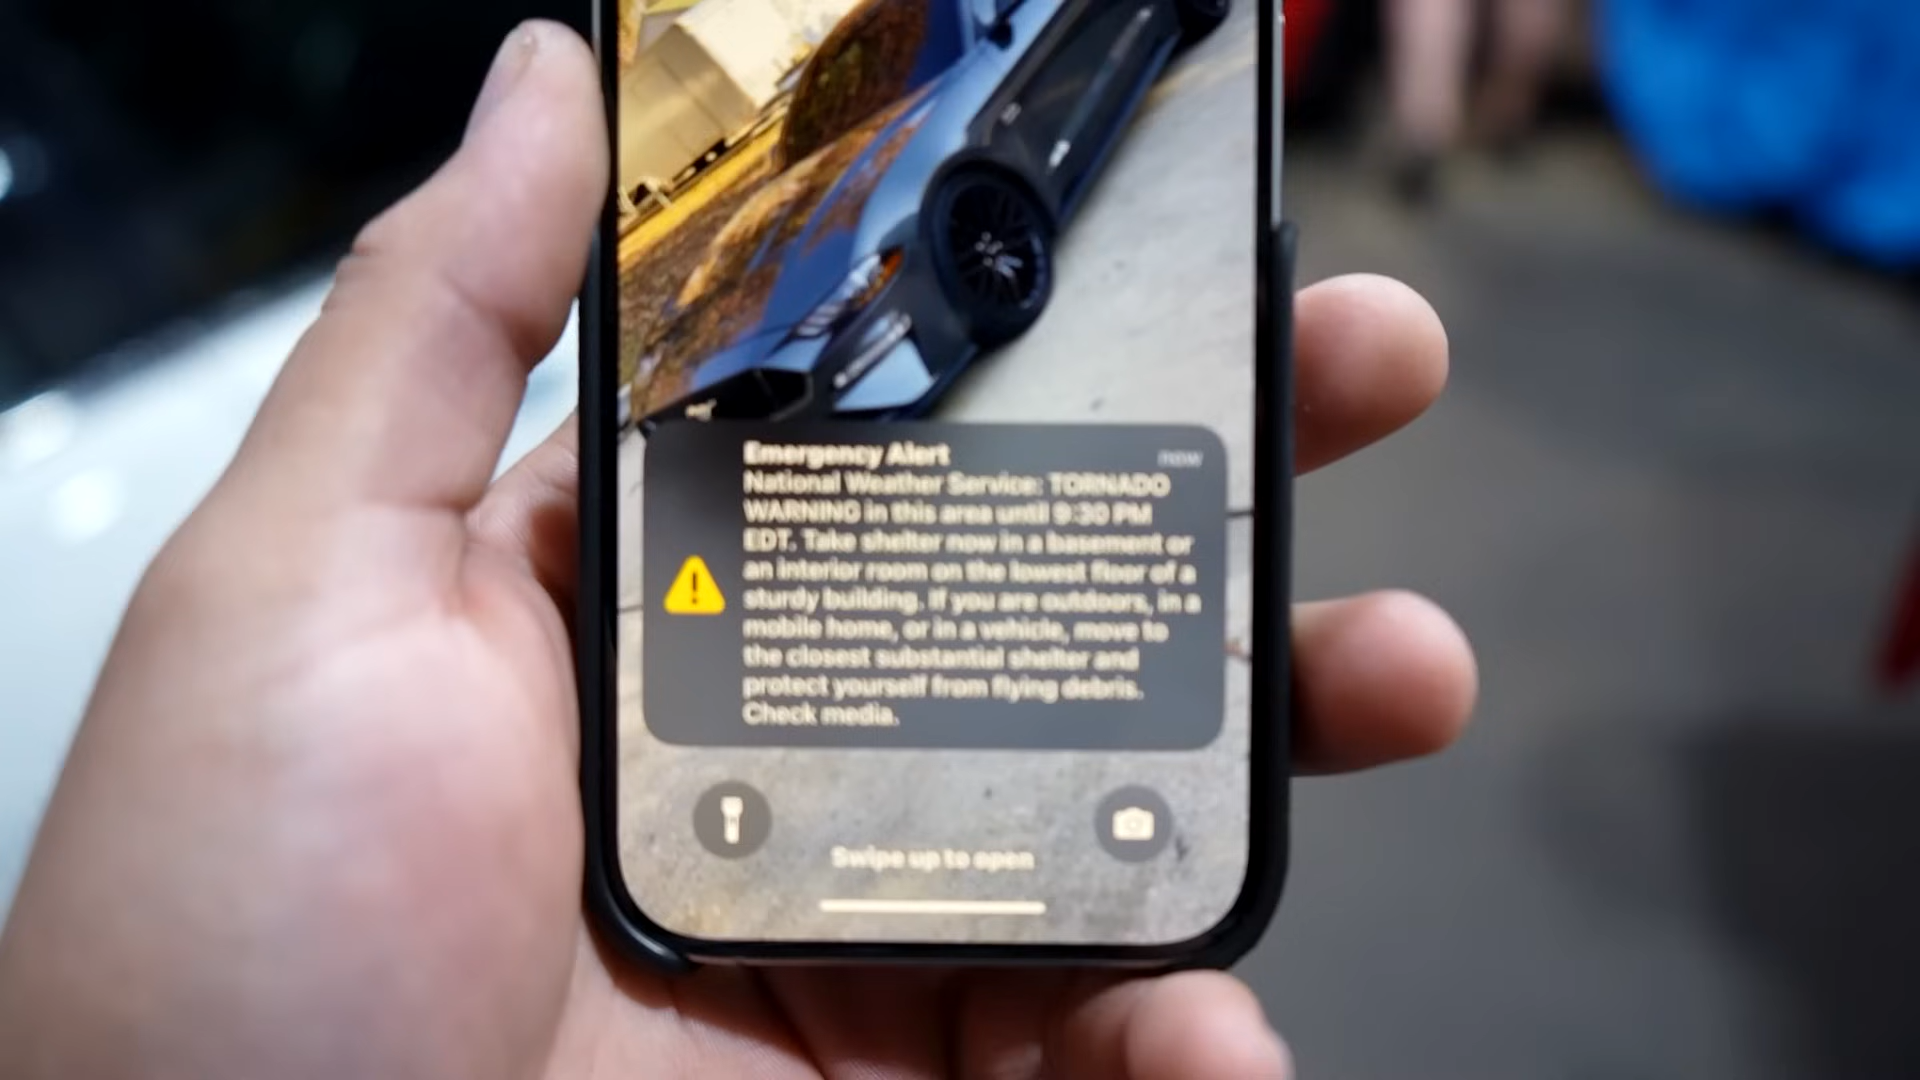 Emergency Alert
now
National Weather Service: TORNADO
WARNING in this area until 9:30 PM
EDT. Take shelter now in a basement or
an interior room on the lowest floor of a
sturdy building. If you are outdoors, in a
mobile home, or in a vehicle, move to
the closest substantial shelter and
protect yourself from flying debris.
Check media.
Swipe up to open